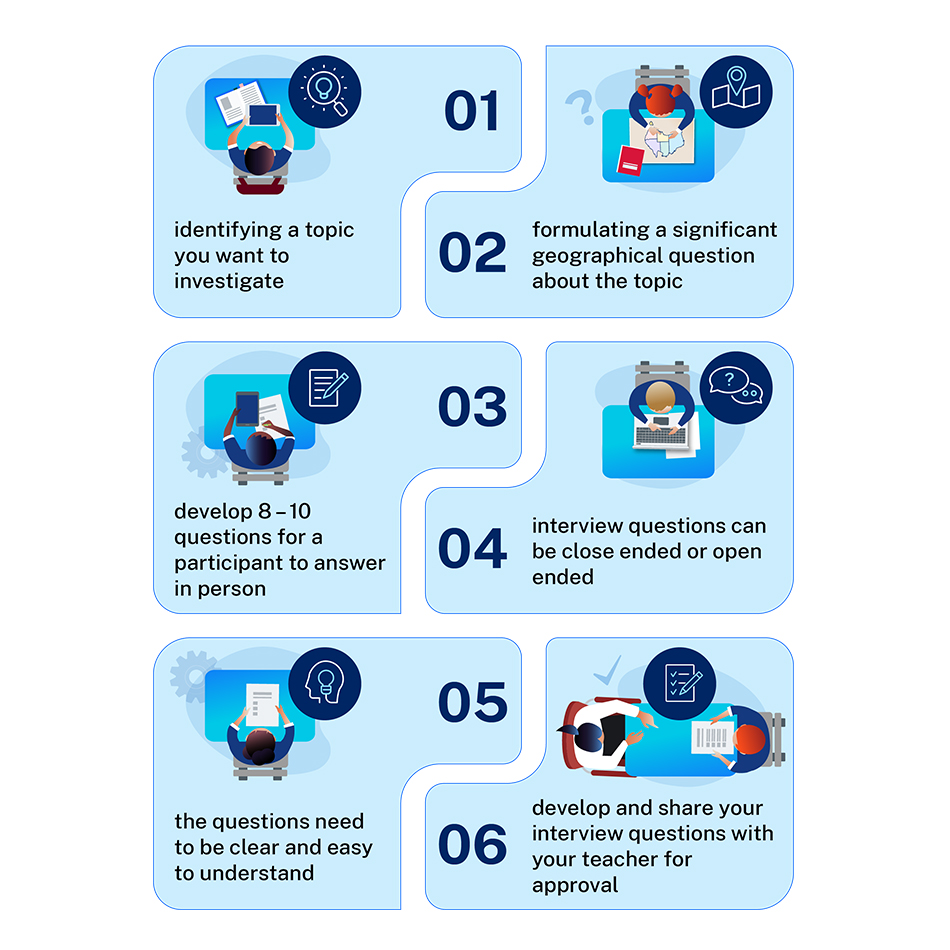 01
identifying a topic
you want to
investigate
02
formulating a significant
geographical question
about the topic
03
develop 8 – 10
questions for a
participant to answer
in person
04
interview questions can
be close ended or open
ended
05
the questions need
to be clear and easy
to understand
06
develop and share your
interview questions with
your teacher for
approval